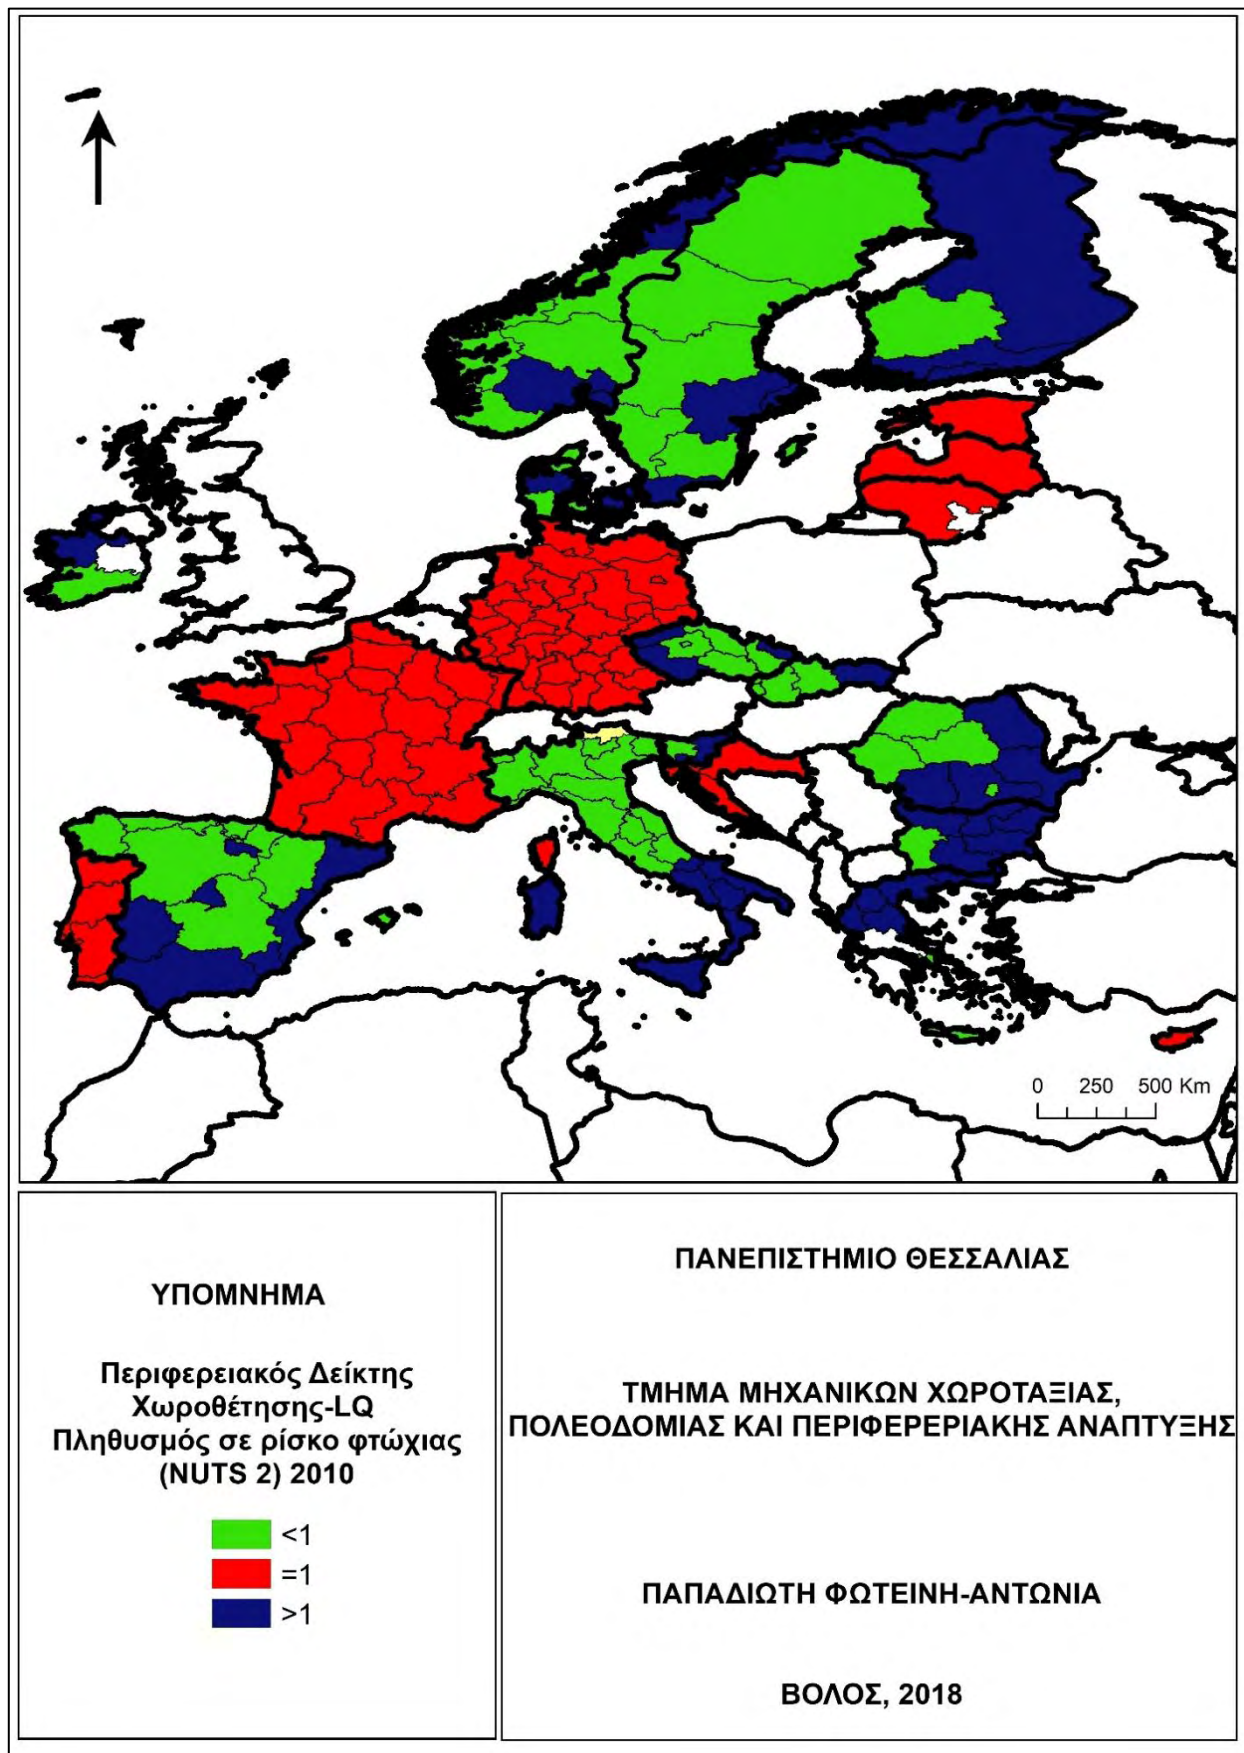 0 250 500 Km
ΥΠΟΜΝΗΜΑ
Περιφερειακός Δείκτης
Χωροθέτησης-LQ
Πληθυσμός σε ρίσκο φτώχιας
(NUTS 2) 2010
<1
=1
>1
ΠΑΝΕΠΙΣΤΗΜΙΟ ΘΕΣΣΑΛΙΑΣ
ΤΜΗΜΑ ΜΗΧΑΝΙΚΩΝ ΧΩΡΟΤΑΞΙΑΣ,
ΠΟΛΕΟΔΟΜΙΑΣ ΚΑΙ ΠΕΡΙΦΕΡΕΡΙΑΚΗΣ ΑΝΑΠΤΥΞΗΣ
ΠΑΠΑΔΙΩΤΗ ΦΩΤΕΙΝΗ-ΑΝΤΩΝΙΑ
ΒΟΛΟΣ, 2018